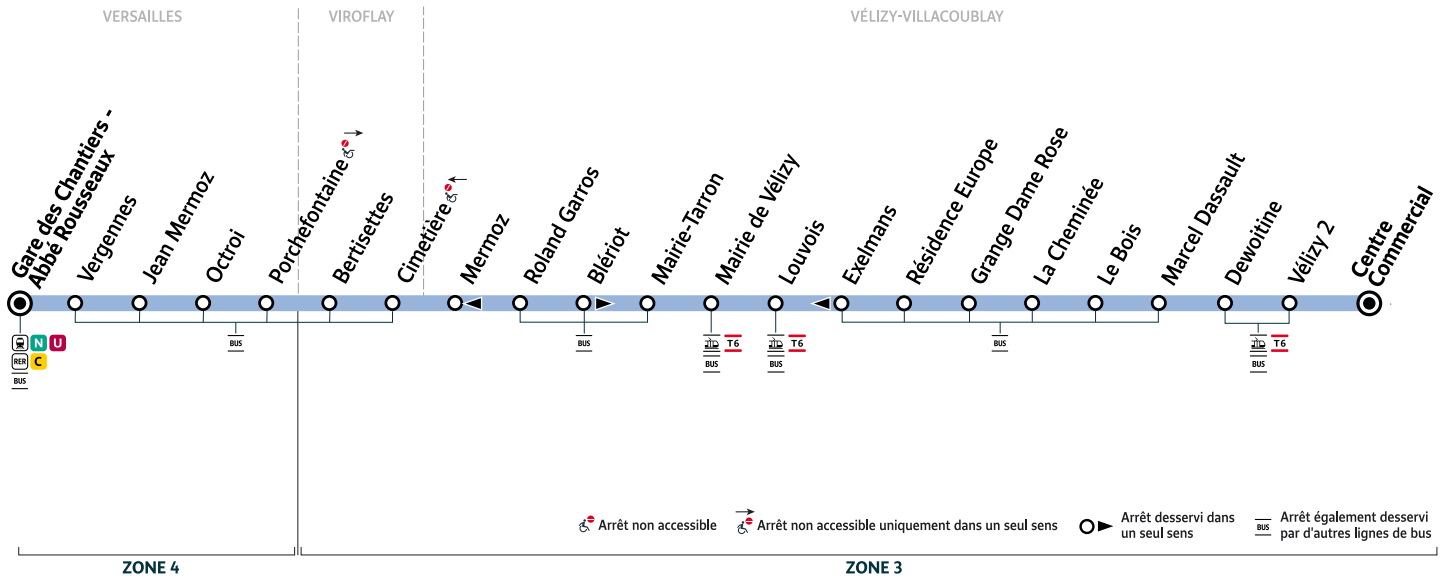 VERSAILLES
VIROFLAY
VÉLIZY-VILLACOUBLAY
Gare des Chantiers -
Abbé Rousseaux
Vergennes
Jean Mermoz
Octroi
Porchefontaine
Bertisettes
Cimetière
Mermoz
Roland Garros
Blériot
Mairie-Tarron
Mairie de Vélizy
Louvois
Exelmans
Résidence Europe
Grange Dame Rose
La Cheminée
Le Bois
Marcel Dassault
Dewoitine
Vélizy 2
Centre
Commercial
N U
RER C
BUS
BUS
BUS
T6
BUS
T6
BUS
BUS
T6
BUS
Arrêt non accessible
Arrêt non accessible uniquement dans un seul sens
Arrêt desservi dans
un seul sens
BUS
Arrêt également desservi
par d'autres lignes de bus
ZONE 4
ZONE 3